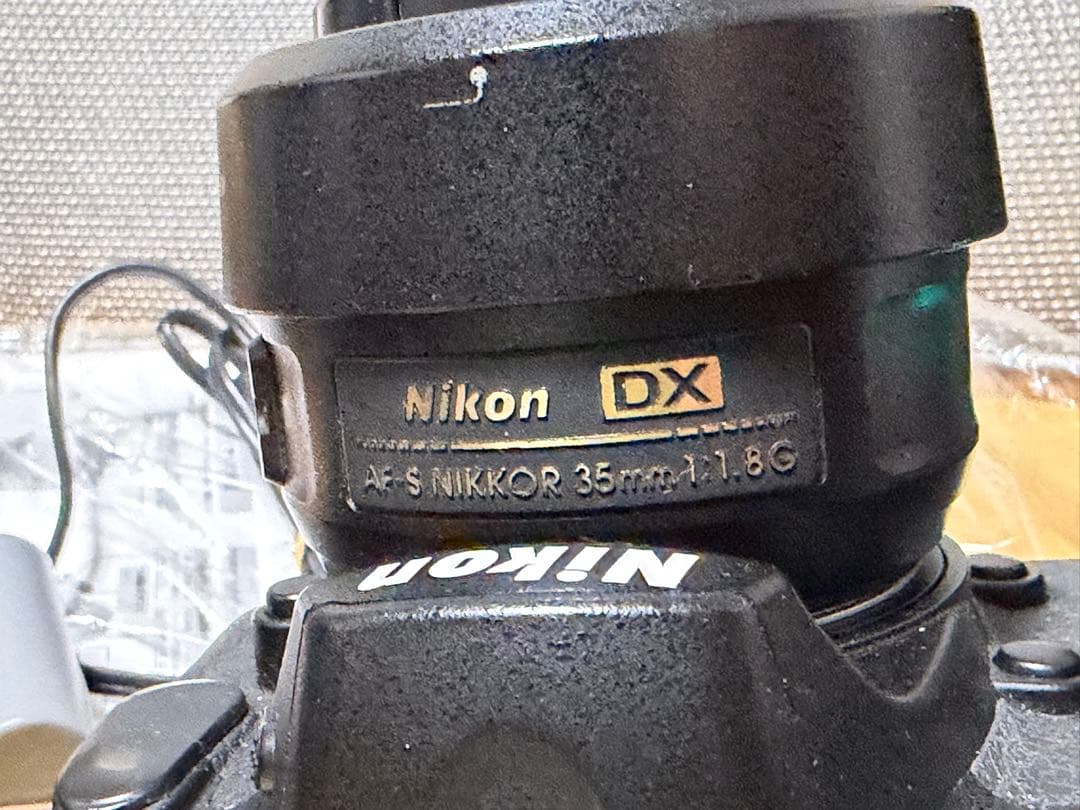 Nikon DX
AF-S NIKKOR 35mm 1:1.8G
Nikon